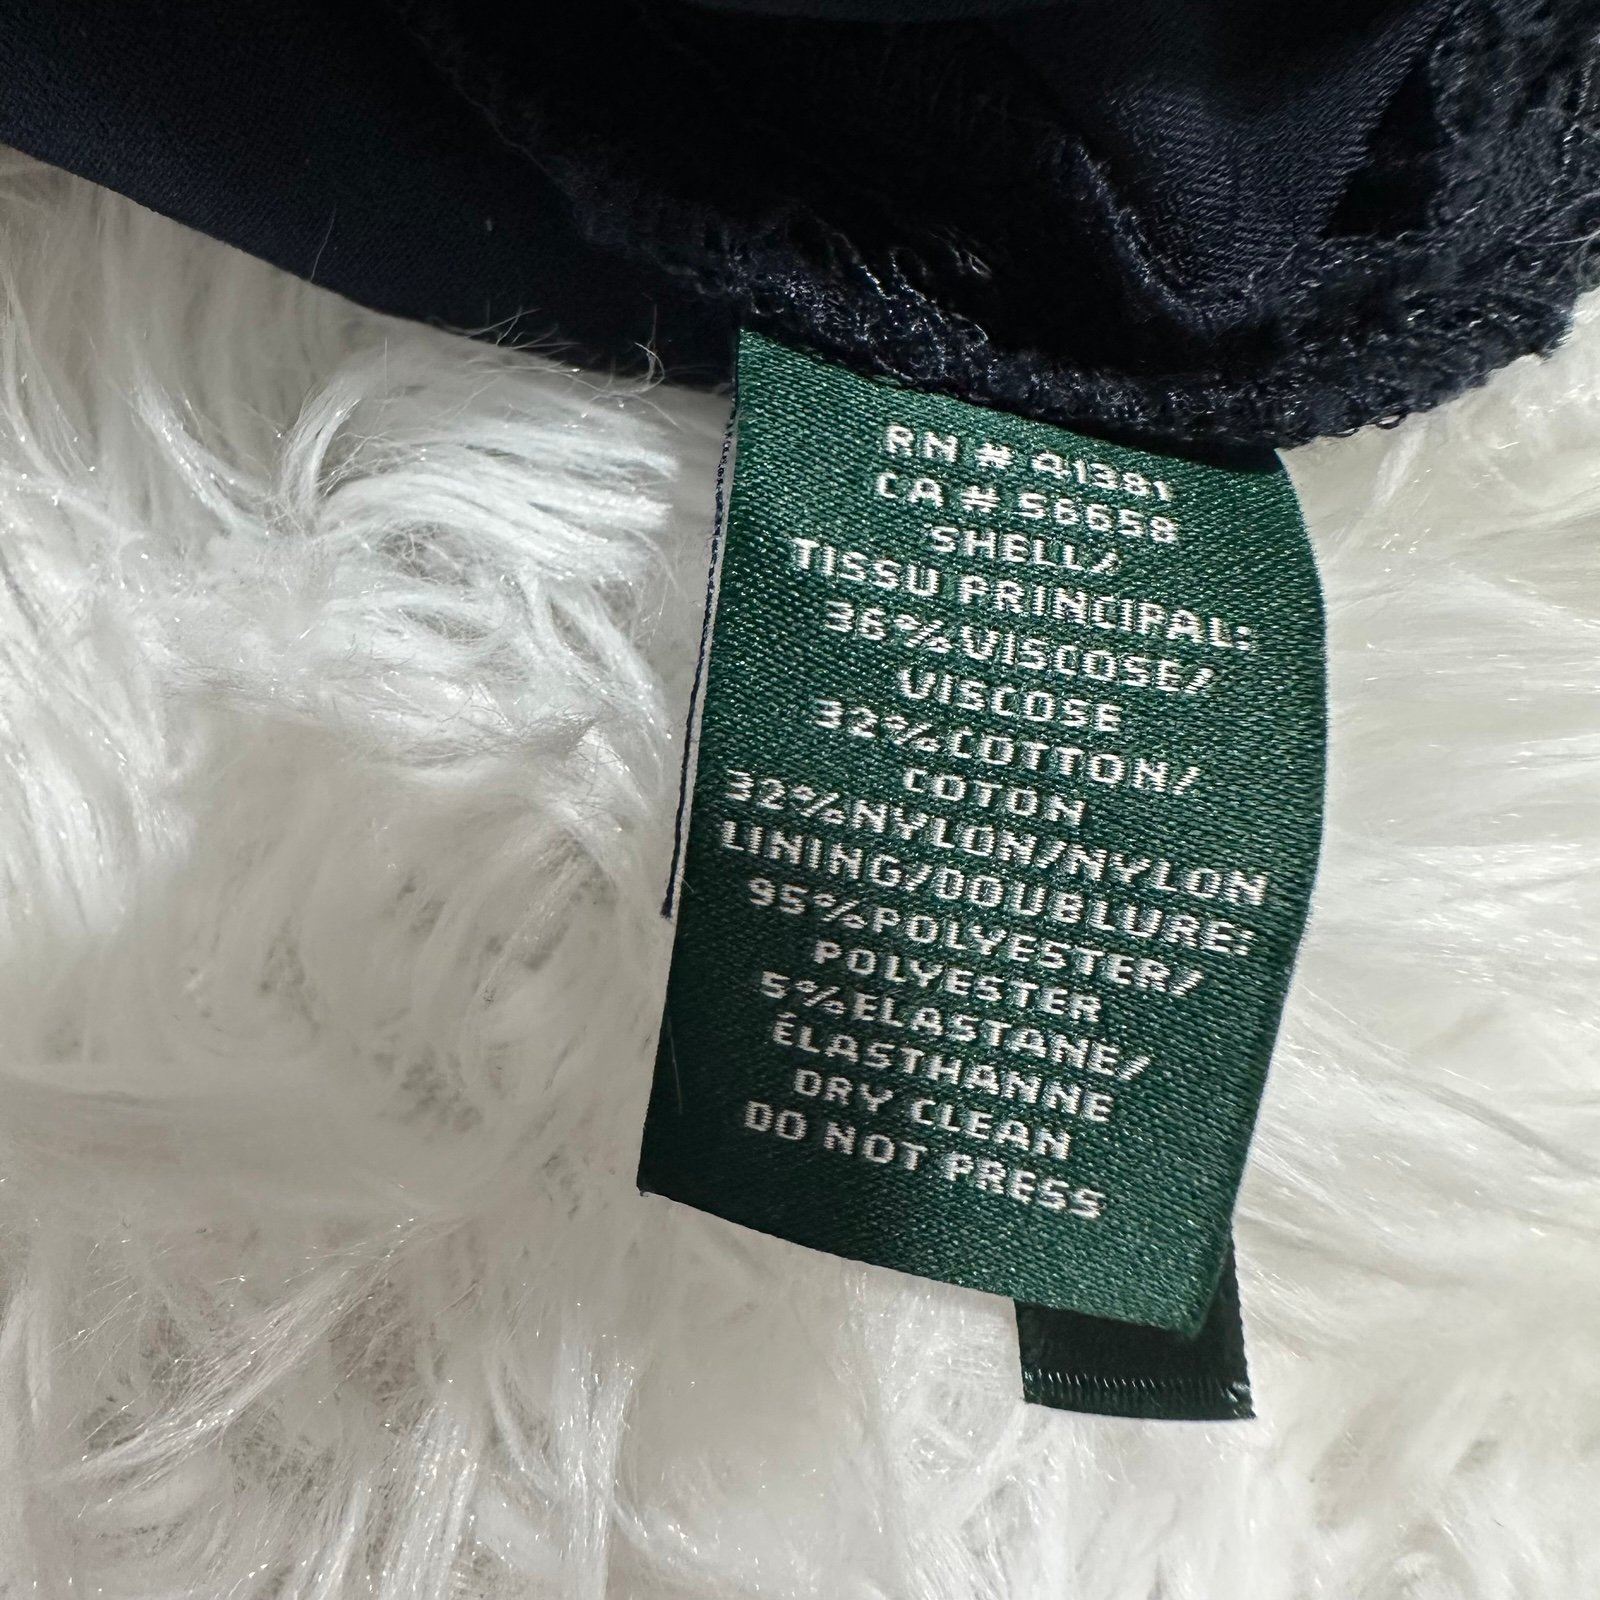 RN # 41381
CA # 56658
SHELL/
TISSU PRINCIPAL:
36%VISCOSE/
VISCOSE
32%COTTON/
COTON
32%NYLON/NYLON
LINING/DOUBLURE:
95%POLYESTER/
POLYESTER
5%ELASTANE/
ÉLASTHANNE
DRY CLEAN
DO NOT PRESS